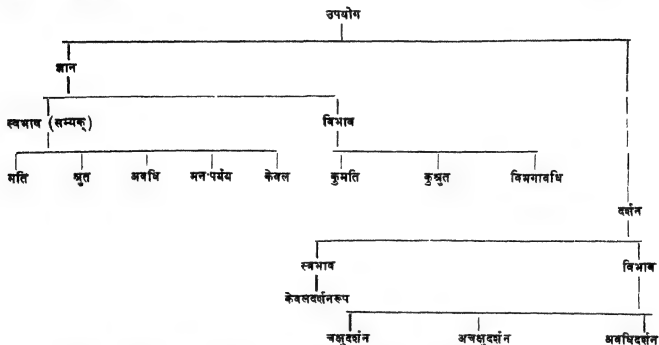 उपयोग
ज्ञान
स्वभाव (सम्यक्) विभाव
मति श्रुत अवधि मन पर्यय केवल कुमति कुश्रुत विभगावधि
दर्शन
स्वभाव विभाव
केवलदर्शनरूप
चक्षुदर्शन अचक्षुदर्शन अवधिदर्शन